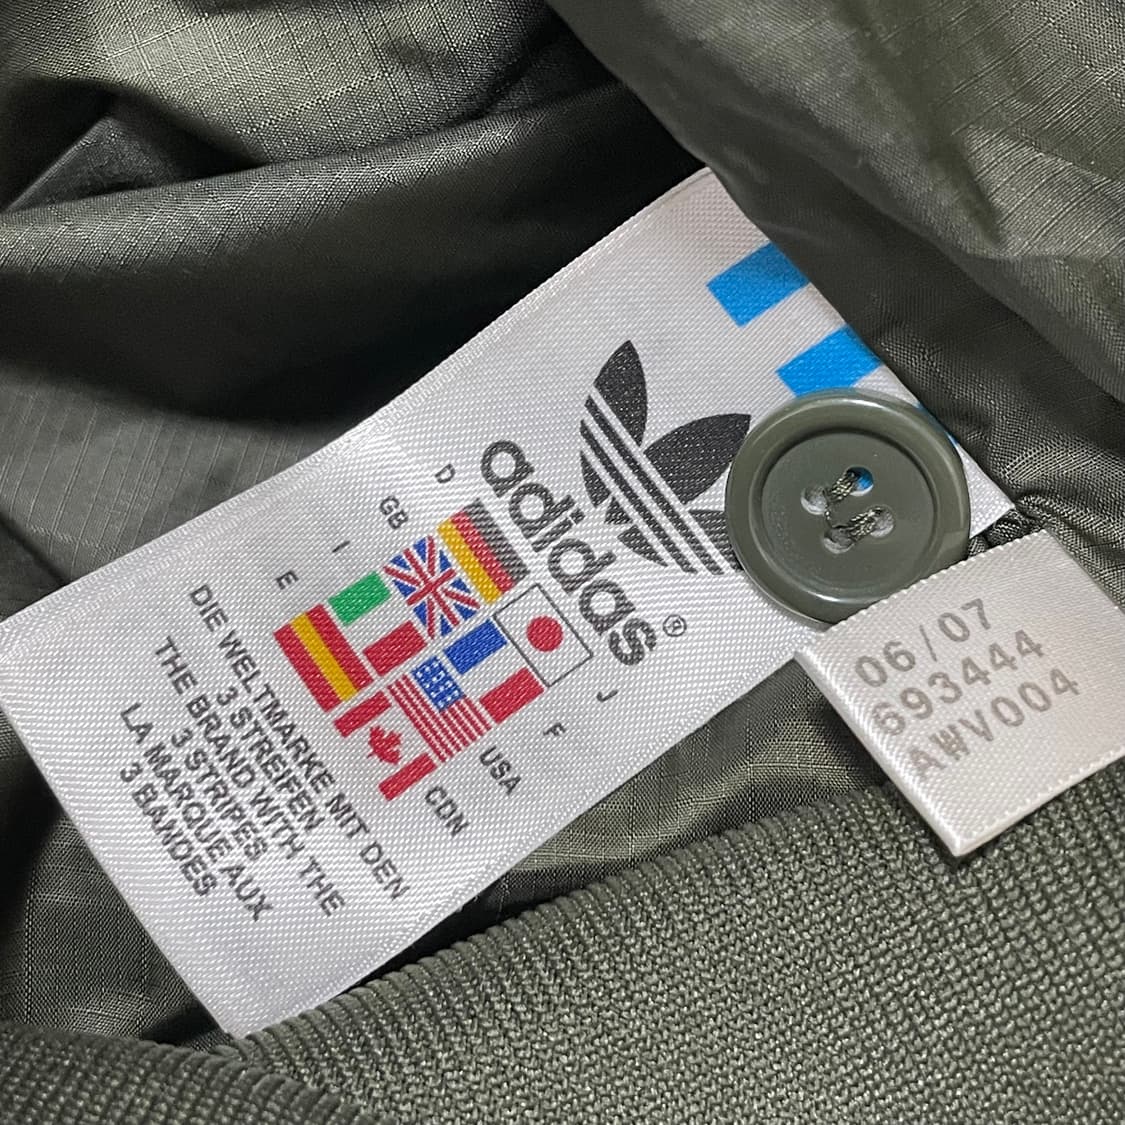 adidas®
D
GB
I
E
J
F
USA
CDN
DIE WELTMARKE MIT DEN
3 STREIFEN
THE BRAND WITH THE
3 STRIPES
LA MARQUE AUX
3 BANDES
06/07
693444
AWV004